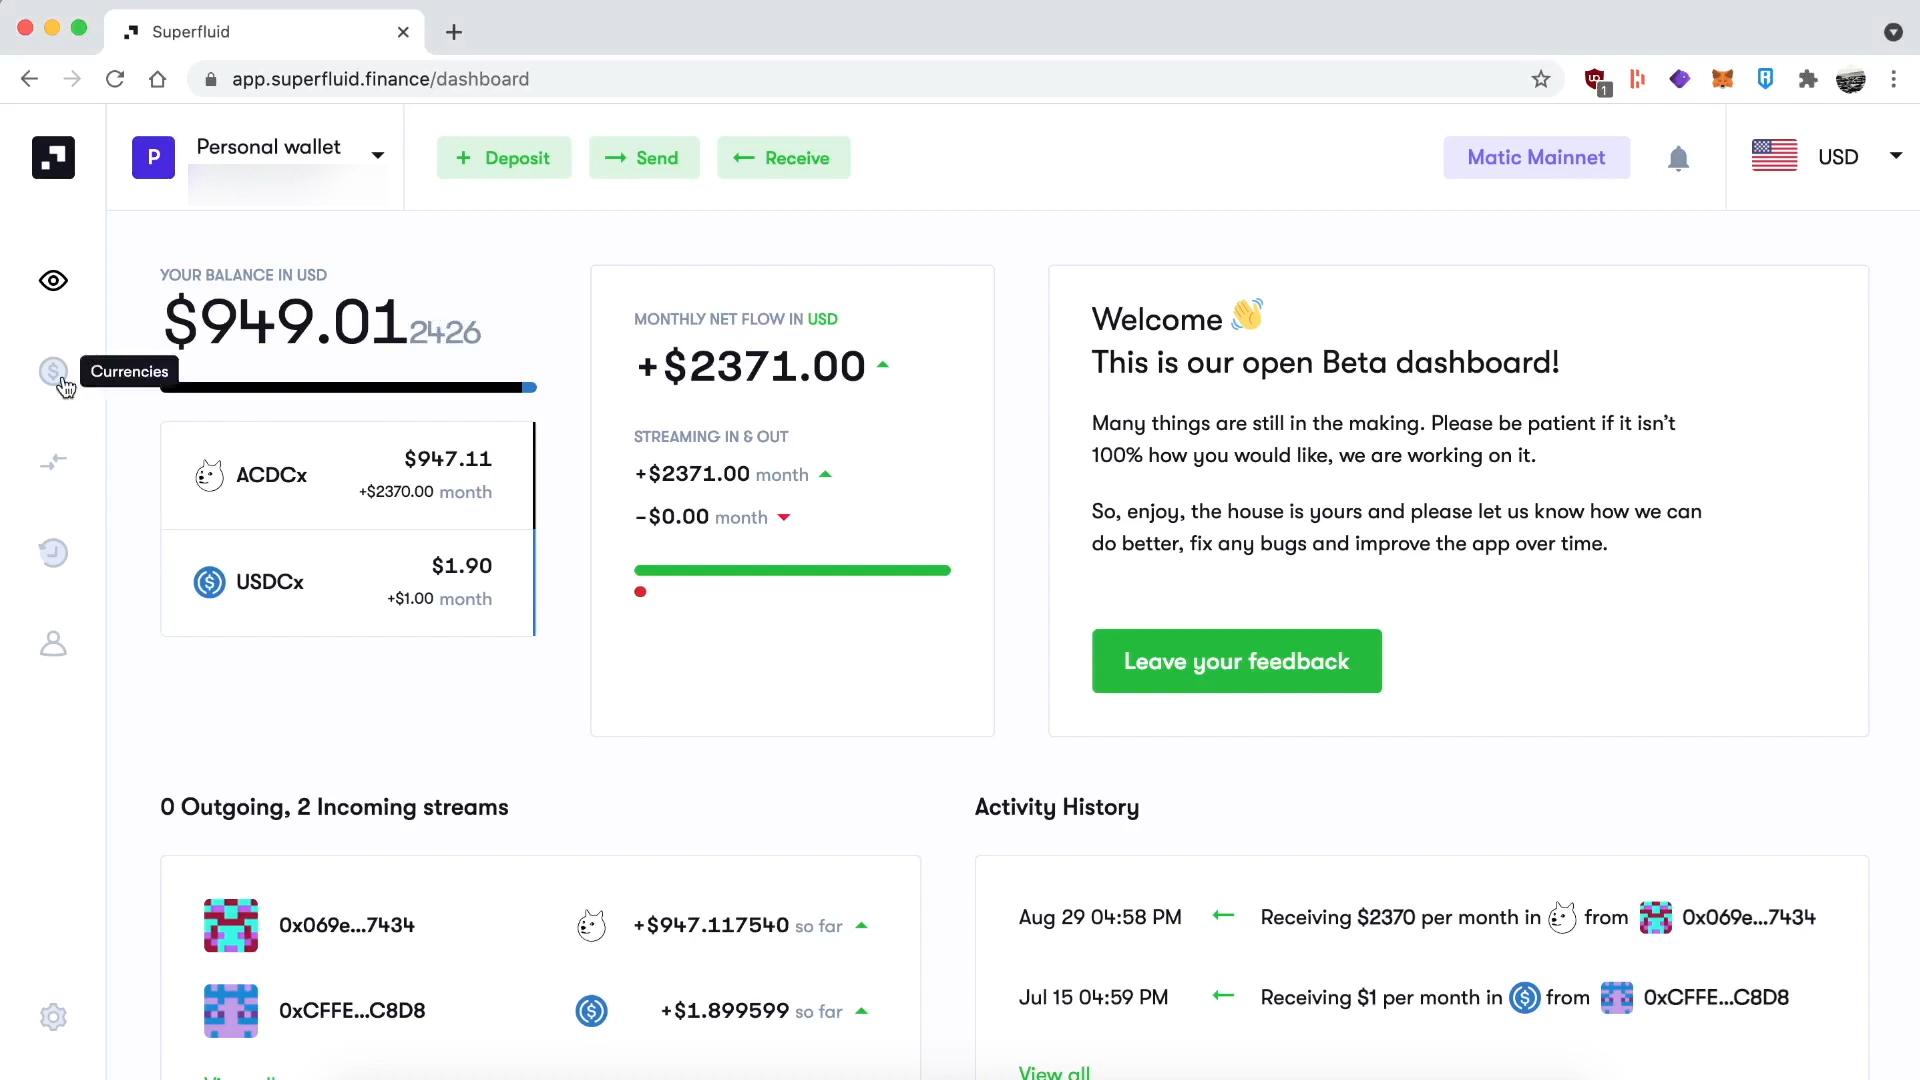 Superfluid
app.superfluid.finance/dashboard
1
P
Personal wallet
+ Deposit
Send
Receive
Matic Mainnet
USD
YOUR BALANCE IN USD
$949.012426
Currencies
ACDCx
$947.11
+$2370.00 month
USDCx
$1.90
+$1.00 month
MONTHLY NET FLOW IN USD
+$2371.00
STREAMING IN & OUT
+$2371.00 month
-$0.00 month
Welcome 👋
This is our open Beta dashboard!
Many things are still in the making. Please be patient if it isn’t
100% how you would like, we are working on it.
So, enjoy, the house is yours and please let us know how we can
do better, fix any bugs and improve the app over time.
Leave your feedback
0 Outgoing, 2 Incoming streams
0x069e...7434
+$947.117540 so far
0xCFFE...C8D8
+$1.899599 so far
Activity History
Aug 29 04:58 PM
Receiving $2370 per month in from 0x069e...7434
Jul 15 04:59 PM
Receiving $1 per month in from 0xCFFE...C8D8
View all